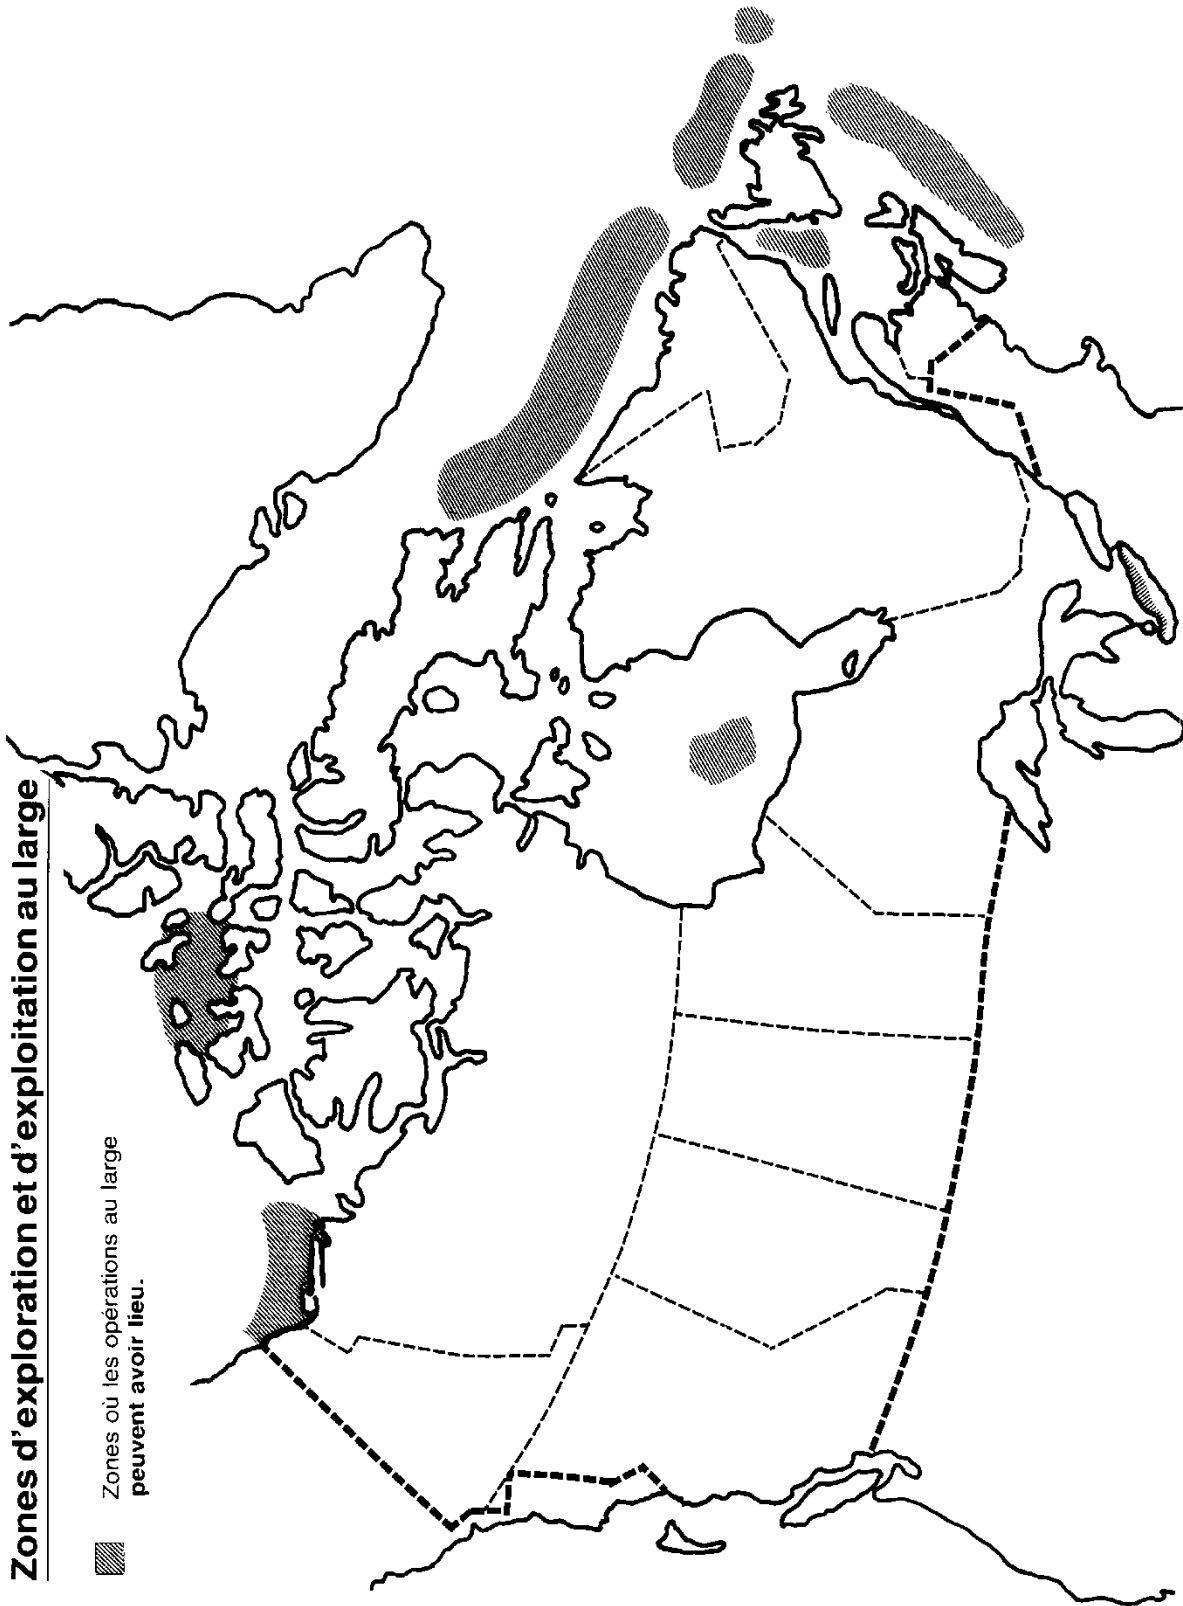 Zones d'exploration et d'exploitation au large
Zones où les opérations au large
peuvent avoir lieu.